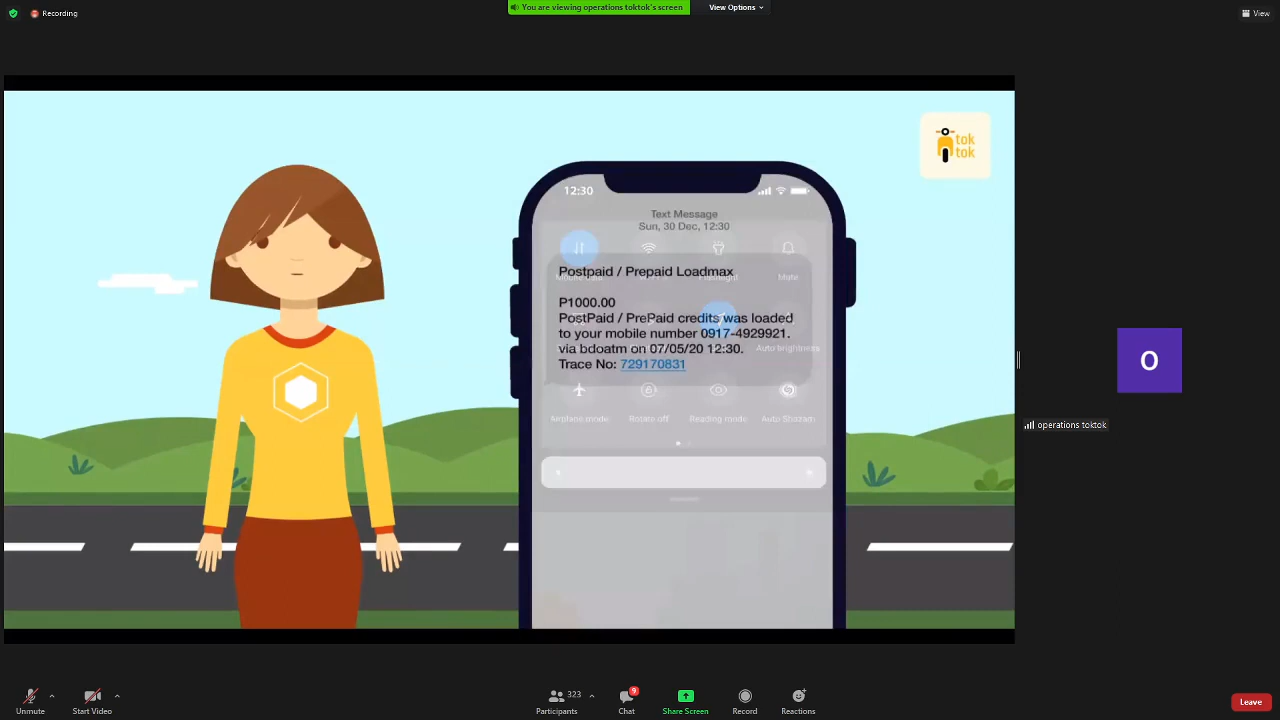 Recording
You are viewing operations toktok's screen
View Options
View
tok
tok
12:30
Text Message
Sun, 30 Dec, 12:30
Postpaid / Prepaid Loadmax
Mute
P1000.00
PostPaid / PrePaid credits was loaded
to your mobile number 0917-4929921.
via bdoatm on 07/05/20 12:30.
Auto brightness
Trace No: 729170831
Airplane mode
Rotate off
Reading mode
Auto Shazam
O
operations toktok
Unmute
Start Video
323
Participants
9
Chat
Share Screen
Record
Reactions
Leave